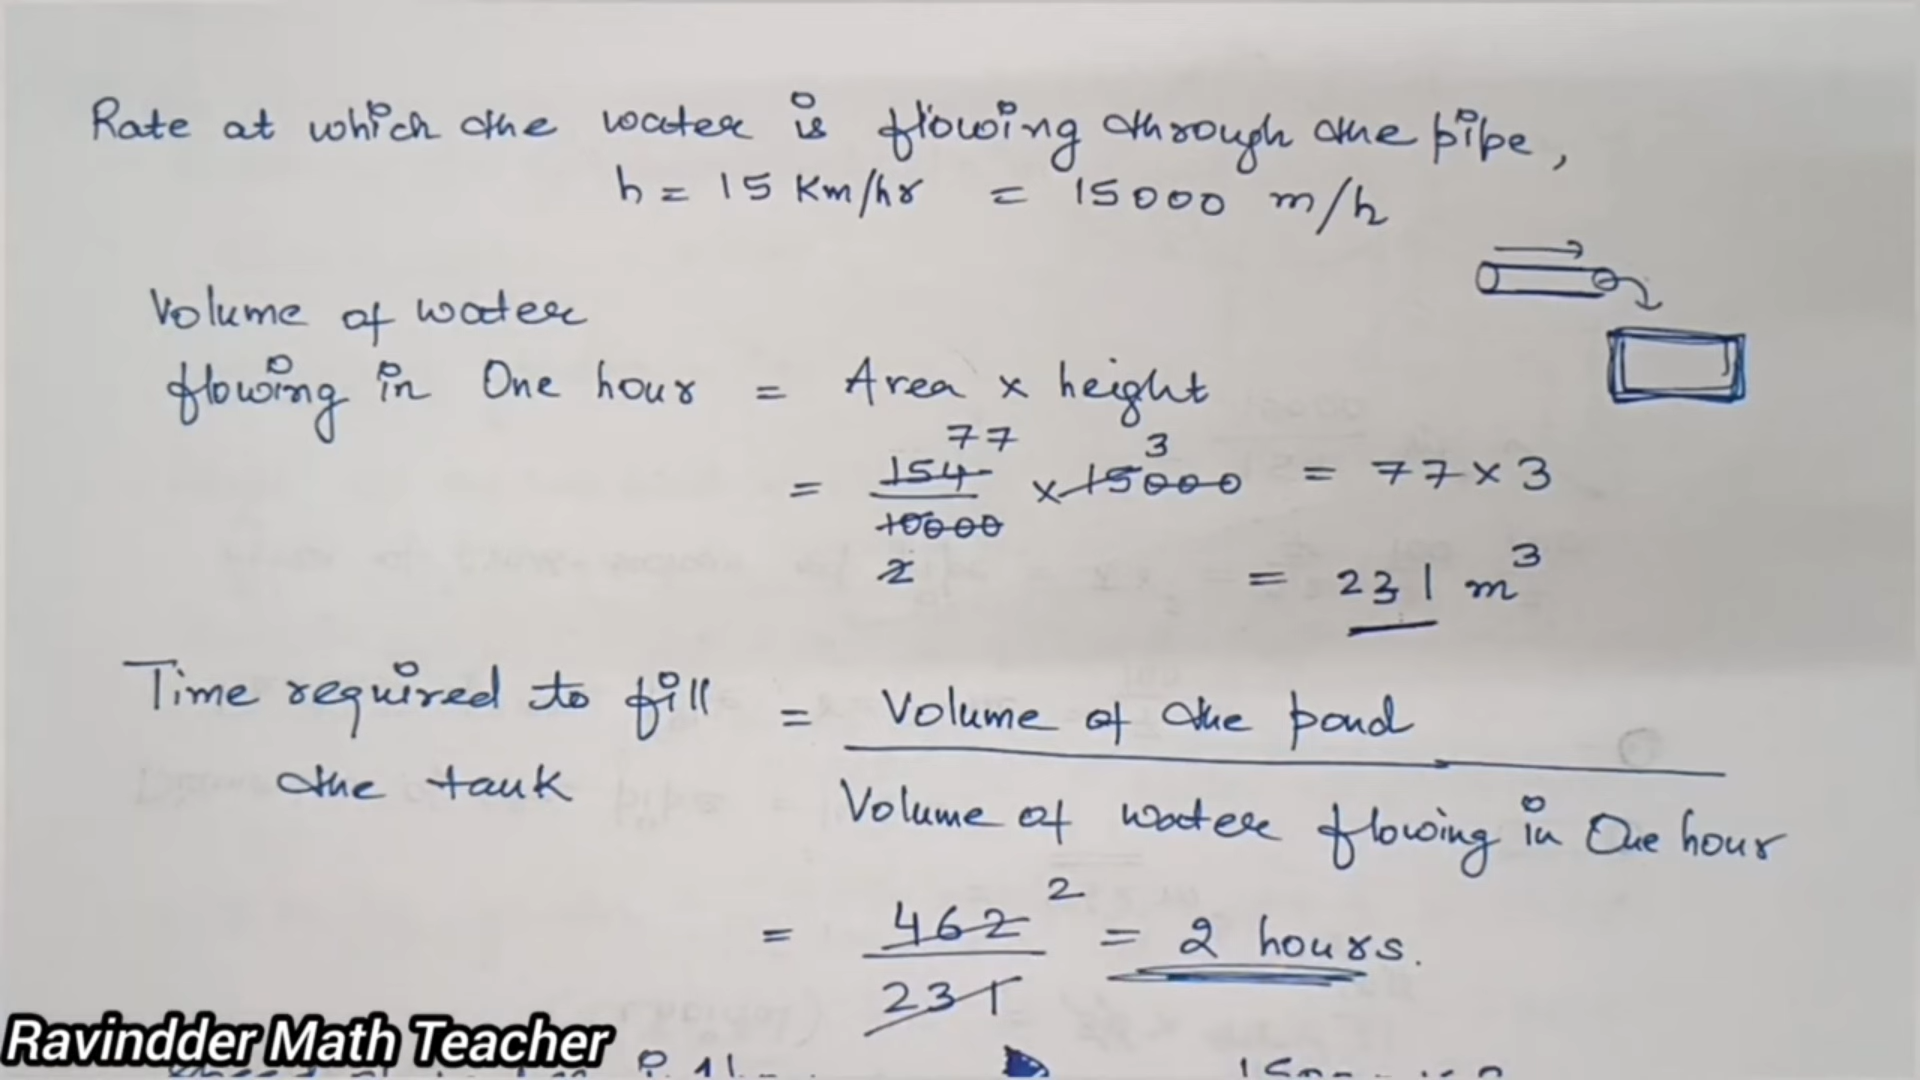 Rate at which the water is flowing through the pipe,
h = 15 Km/hr = 15000 m/h
Volume of water
flowing in One hour = Area × height
77 3
= 154/10000 × 15000 = 77 × 3
2
= 231 m³
Time required to fill = Volume of the pond
the tank
Volume of water flowing in One hour
2
= 462/231 = 2 hours.
Ravindder Math Teacher